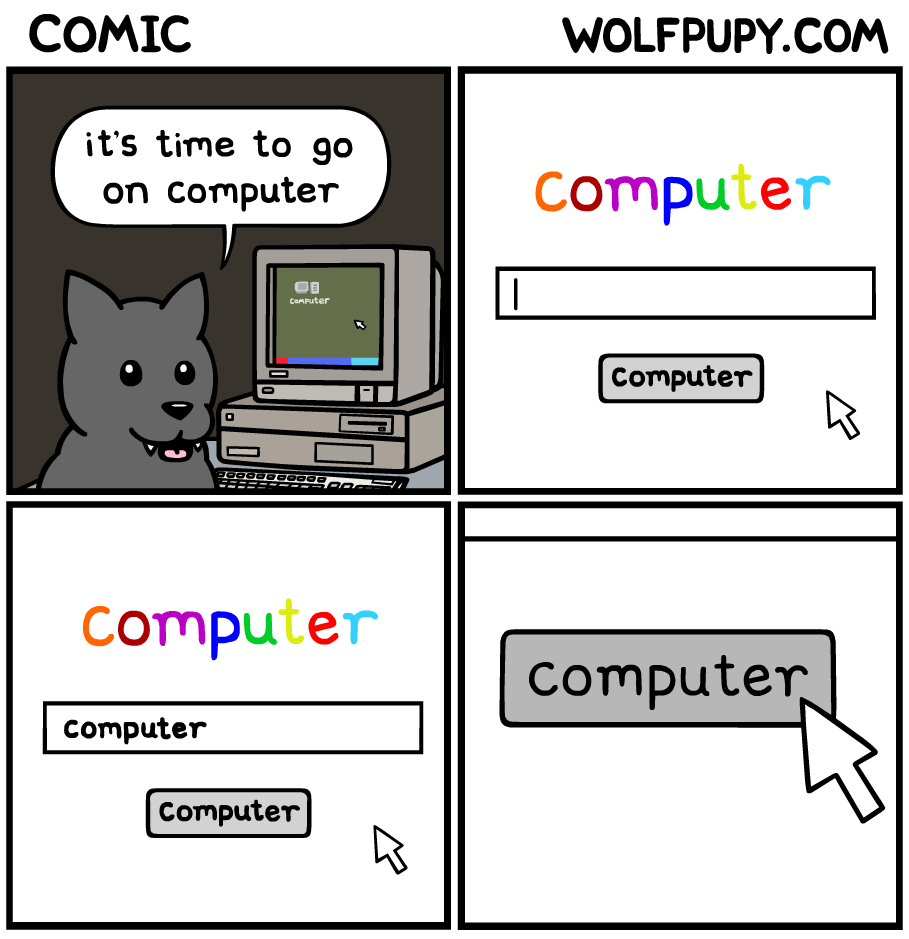 COMIC
WOLFPUPY.COM
it's time to go
on computer
computer
computer
computer
computer
computer
computer
computer